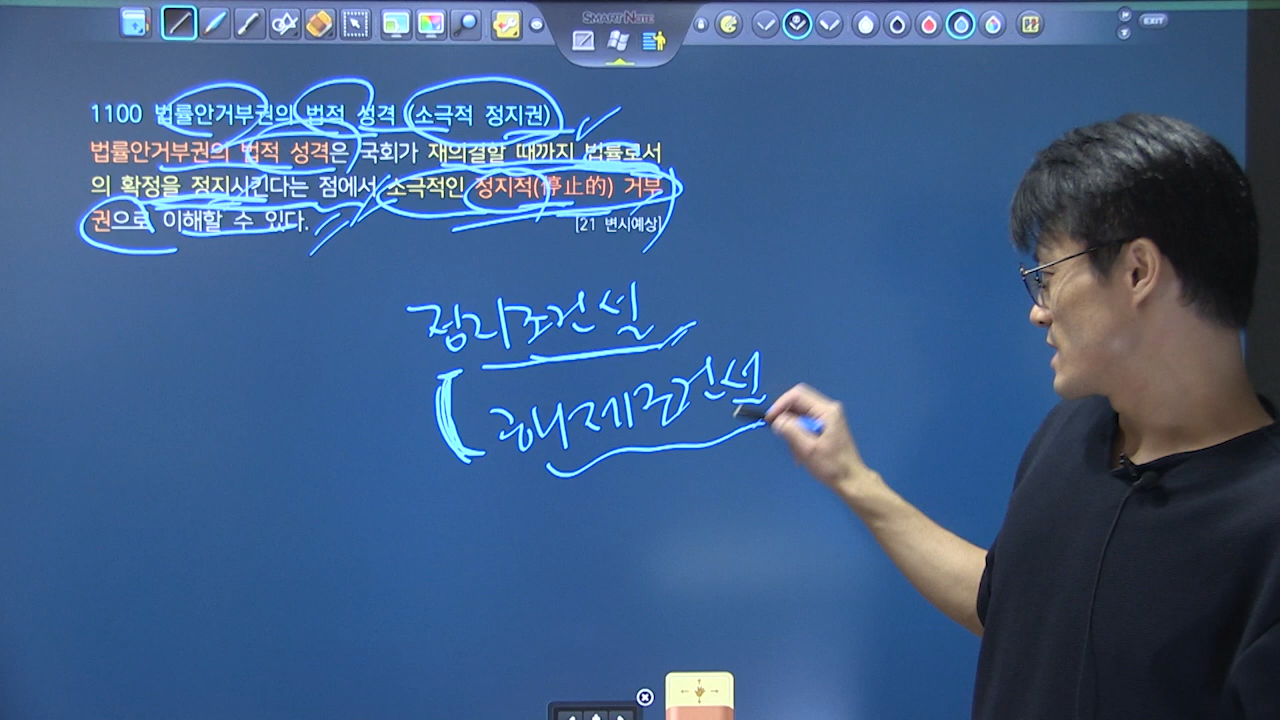 SMART NOTE
EXIT
1100 법률안거부권의 법적 성격 (소극적 정지권)
법률안거부권의 법적 성격은 국회가 재의결할 때까지 법률로서
의 확정을 정지시킨다는 점에서 소극적인 정지적(停止的) 거부
권으로 이해할 수 있다.
[21 변시예상]
정지조건설
해제조건설